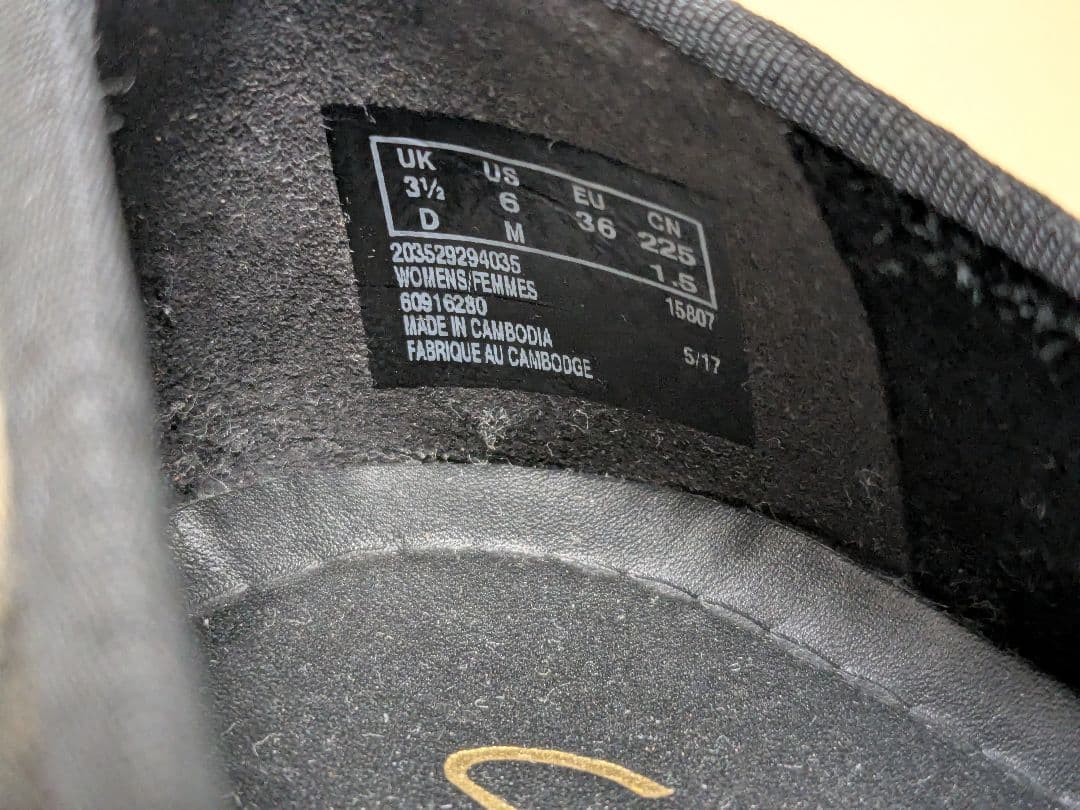 UK US EU CN
3½ 6 36 225
D M 1.5
203529294035 15807
WOMENS/FEMMES
60916280
MADE IN CAMBODIA 5/17
FABRIQUE AU CAMBODGE